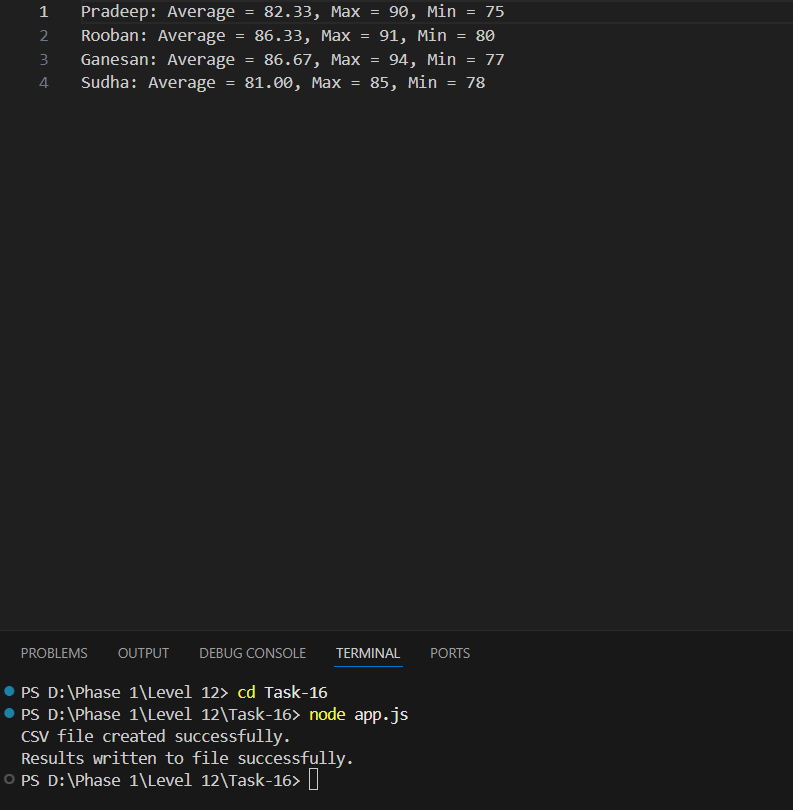 1 Pradeep: Average = 82.33, Max = 90, Min = 75
2 Rooban: Average = 86.33, Max = 91, Min = 80
3 Ganesan: Average = 86.67, Max = 94, Min = 77
4 Sudha: Average = 81.00, Max = 85, Min = 78
PROBLEMS OUTPUT DEBUG CONSOLE TERMINAL PORTS
PS D:\Phase 1\Level 12> cd Task-16
PS D:\Phase 1\Level 12\Task-16> node app.js
CSV file created successfully.
Results written to file successfully.
PS D:\Phase 1\Level 12\Task-16>